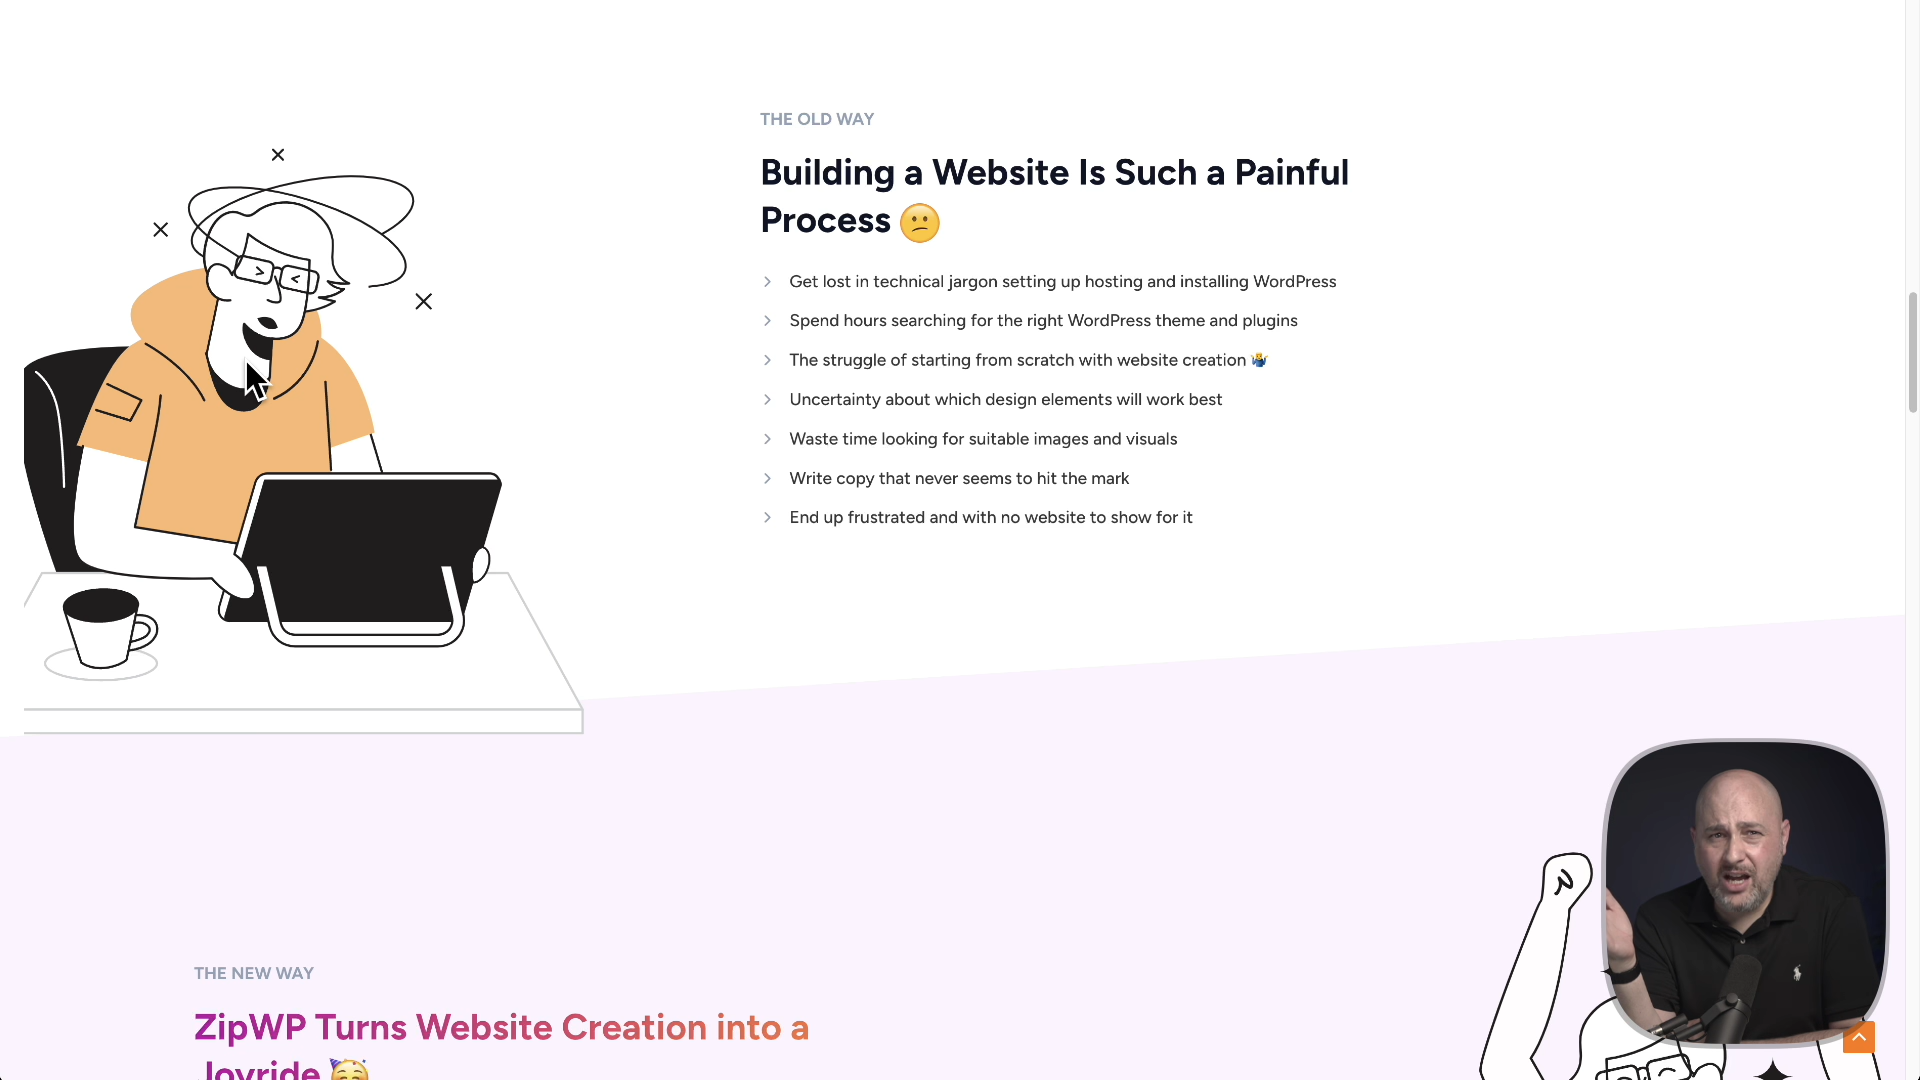 THE OLD WAY
Building a Website Is Such a Painful
Process 😕
Get lost in technical jargon setting up hosting and installing WordPress
Spend hours searching for the right WordPress theme and plugins
The struggle of starting from scratch with website creation 🤷‍♂️
Uncertainty about which design elements will work best
Waste time looking for suitable images and visuals
Write copy that never seems to hit the mark
End up frustrated and with no website to show for it
THE NEW WAY
ZipWP Turns Website Creation into a
Joyride 🥳